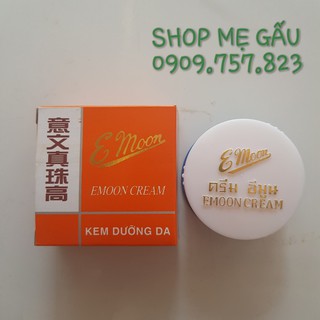 SHOP MẸ GẤU
0909.757.823
意文真珠高
E Moon
EMOON CREAM
KEM DƯỠNG DA
E Moon
ครีม อีมูน
EMOON CREAM